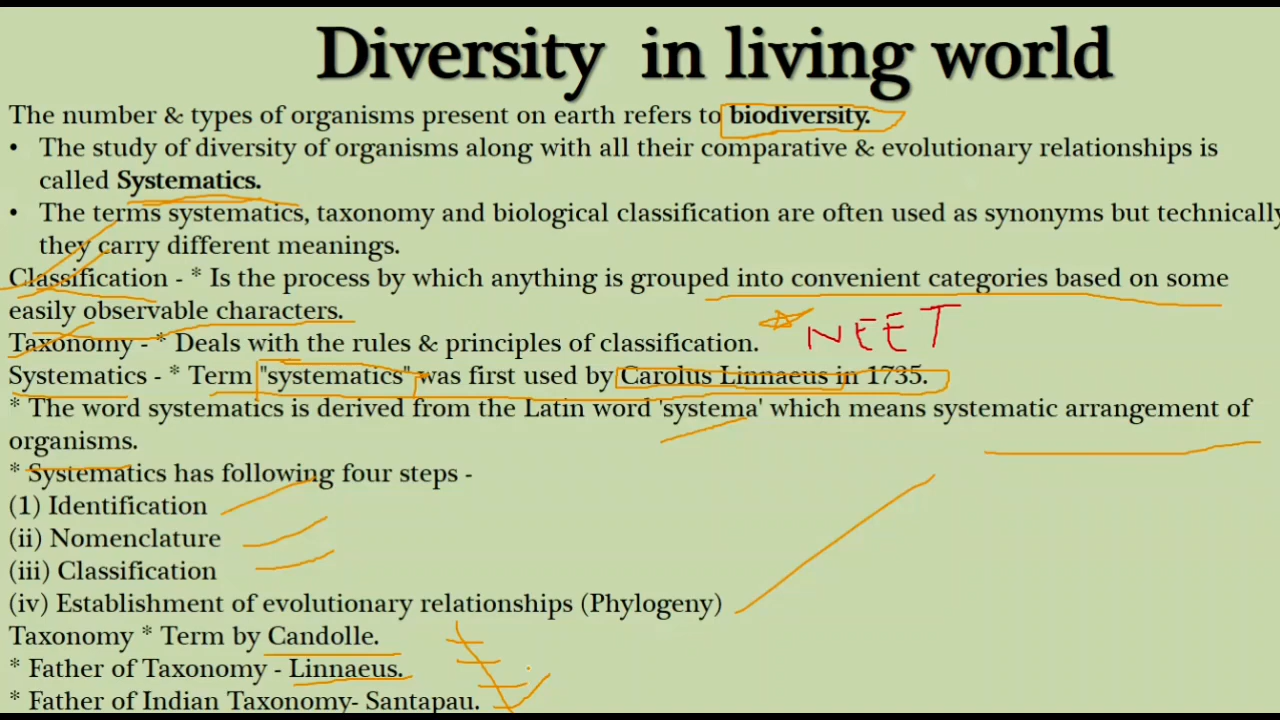 Diversity in living world
The number & types of organisms present on earth refers to biodiversity.
• The study of diversity of organisms along with all their comparative & evolutionary relationships is
called Systematics.
• The terms systematics, taxonomy and biological classification are often used as synonyms but technically
they carry different meanings.
Classification - * Is the process by which anything is grouped into convenient categories based on some
easily observable characters.
Taxonomy - * Deals with the rules & principles of classification.
NEET
Systematics - * Term "systematics" was first used by Carolus Linnaeus in 1735.
* The word systematics is derived from the Latin word 'systema' which means systematic arrangement of
organisms.
* Systematics has following four steps -
(1) Identification
(ii) Nomenclature
(iii) Classification
(iv) Establishment of evolutionary relationships (Phylogeny)
Taxonomy * Term by Candolle.
* Father of Taxonomy - Linnaeus.
* Father of Indian Taxonomy- Santapau.